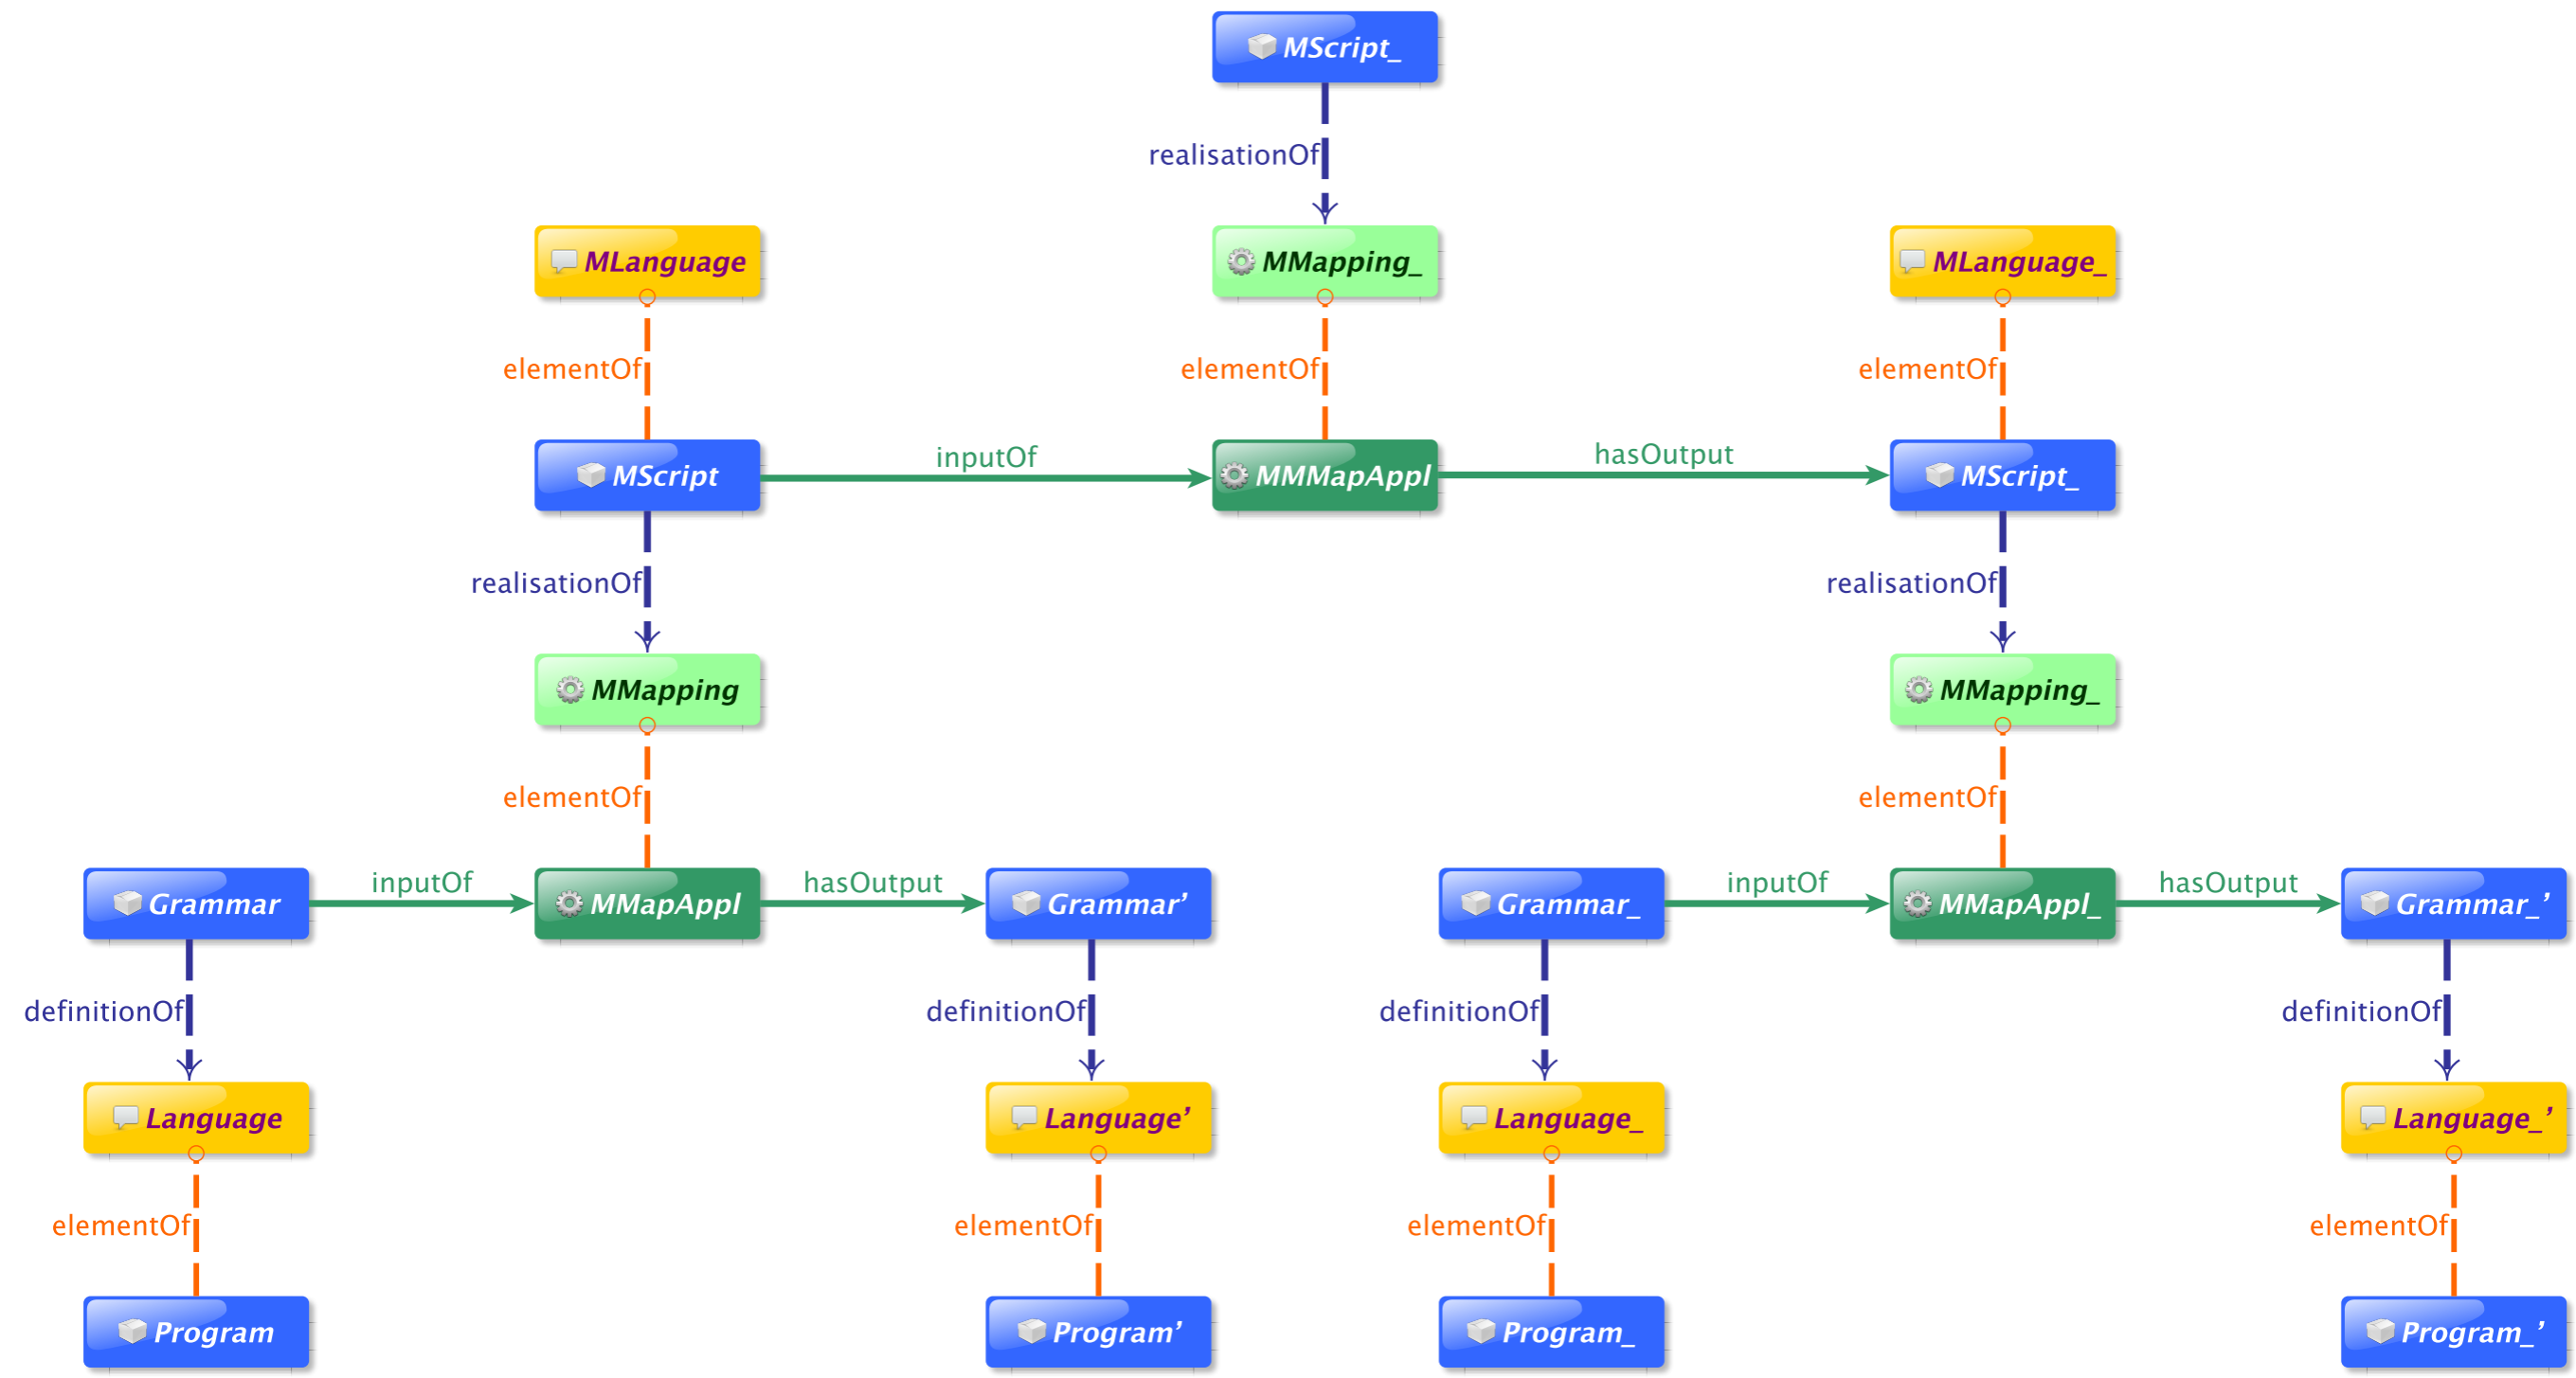 MScript_
realisationOf
MLanguage
MMapping_
MLanguage_
elementOf
elementOf
elementOf
MScript
inputOf
MMMapAppl
hasOutput
MScript_
realisationOf
realisationOf
MMapping
MMapping_
elementOf
elementOf
Grammar
inputOf
MMapAppl
hasOutput
Grammar’
Grammar_
inputOf
MMapAppl_
hasOutput
Grammar_’
definitionOf
definitionOf
definitionOf
definitionOf
Language
Language’
Language_
Language_’
elementOf
elementOf
elementOf
elementOf
Program
Program’
Program_
Program_’